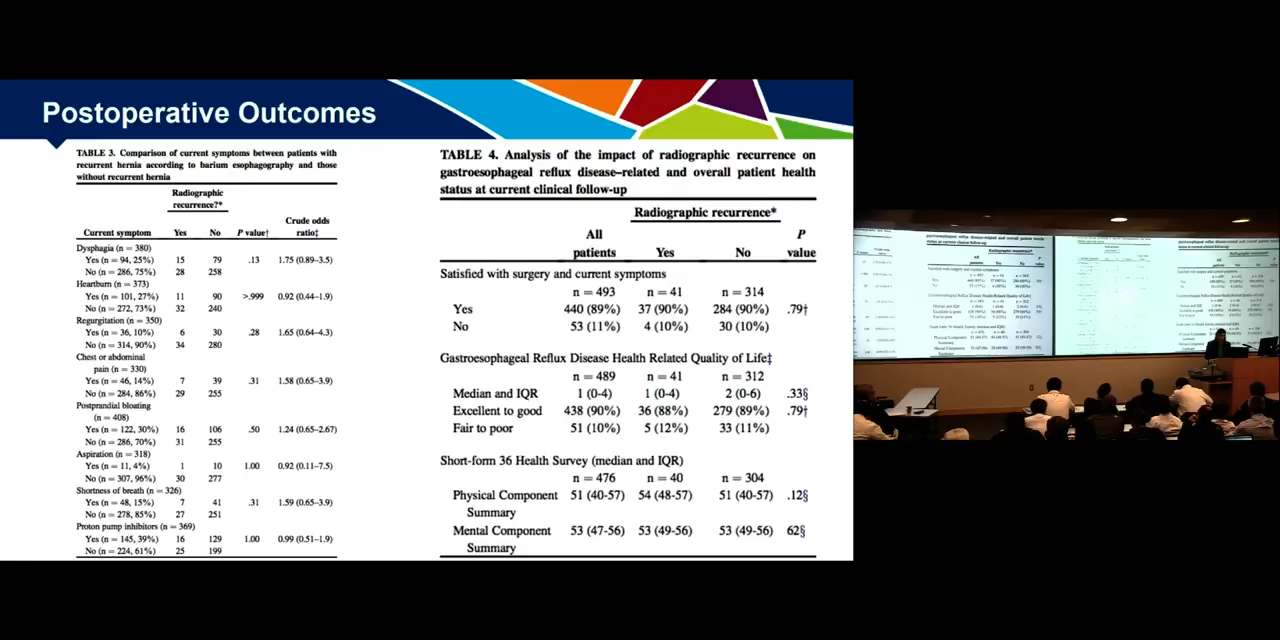 Postoperative Outcomes
TABLE 3. Comparison of current symptoms between patients with
recurrent hernia according to barium esophagography and those
without recurrent hernia
Radiographic
recurrence?*
Crude odds
Current symptom Yes No P value† ratio‡
Dysphagia (n = 380)
Yes (n = 94, 25%) 15 79 .13 1.75 (0.89–3.5)
No (n = 286, 75%) 28 258
Heartburn (n = 373)
Yes (n = 101, 27%) 11 90 >.999 0.92 (0.44–1.9)
No (n = 272, 73%) 32 240
Regurgitation (n = 350)
Yes (n = 36, 10%) 6 30 .28 1.65 (0.64–4.3)
No (n = 314, 90%) 34 280
Chest or abdominal
pain (n = 330)
Yes (n = 46, 14%) 7 39 .31 1.58 (0.65–3.9)
No (n = 284, 86%) 29 255
Postprandial bloating
(n = 408)
Yes (n = 122, 30%) 16 106 .50 1.24 (0.65–2.67)
No (n = 286, 70%) 31 255
Aspiration (n = 318)
Yes (n = 11, 4%) 1 10 1.00 0.92 (0.11–7.5)
No (n = 307, 96%) 30 277
Shortness of breath (n = 326)
Yes (n = 48, 15%) 7 41 .31 1.59 (0.65–3.9)
No (n = 278, 85%) 27 251
Proton pump inhibitors (n = 369)
Yes (n = 145, 39%) 16 129 1.00 0.99 (0.51–1.9)
No (n = 224, 61%) 25 199
TABLE 4. Analysis of the impact of radiographic recurrence on
gastroesophageal reflux disease–related and overall patient health
status at current clinical follow-up
Radiographic recurrence*
All P
patients Yes No value
Satisfied with surgery and current symptoms
n = 493 n = 41 n = 314
Yes 440 (89%) 37 (90%) 284 (90%) .79†
No 53 (11%) 4 (10%) 30 (10%)
Gastroesophageal Reflux Disease Health Related Quality of Life‡
n = 489 n = 41 n = 312
Median and IQR 1 (0-4) 1 (0-4) 2 (0-6) .33§
Excellent to good 438 (90%) 36 (88%) 279 (89%) .79†
Fair to poor 51 (10%) 5 (12%) 33 (11%)
Short-form 36 Health Survey (median and IQR)
n = 476 n = 40 n = 304
Physical Component 51 (40-57) 54 (48-57) 51 (40-57) .12§
Summary
Mental Component 53 (47-56) 53 (49-56) 53 (49-56) 62§
Summary